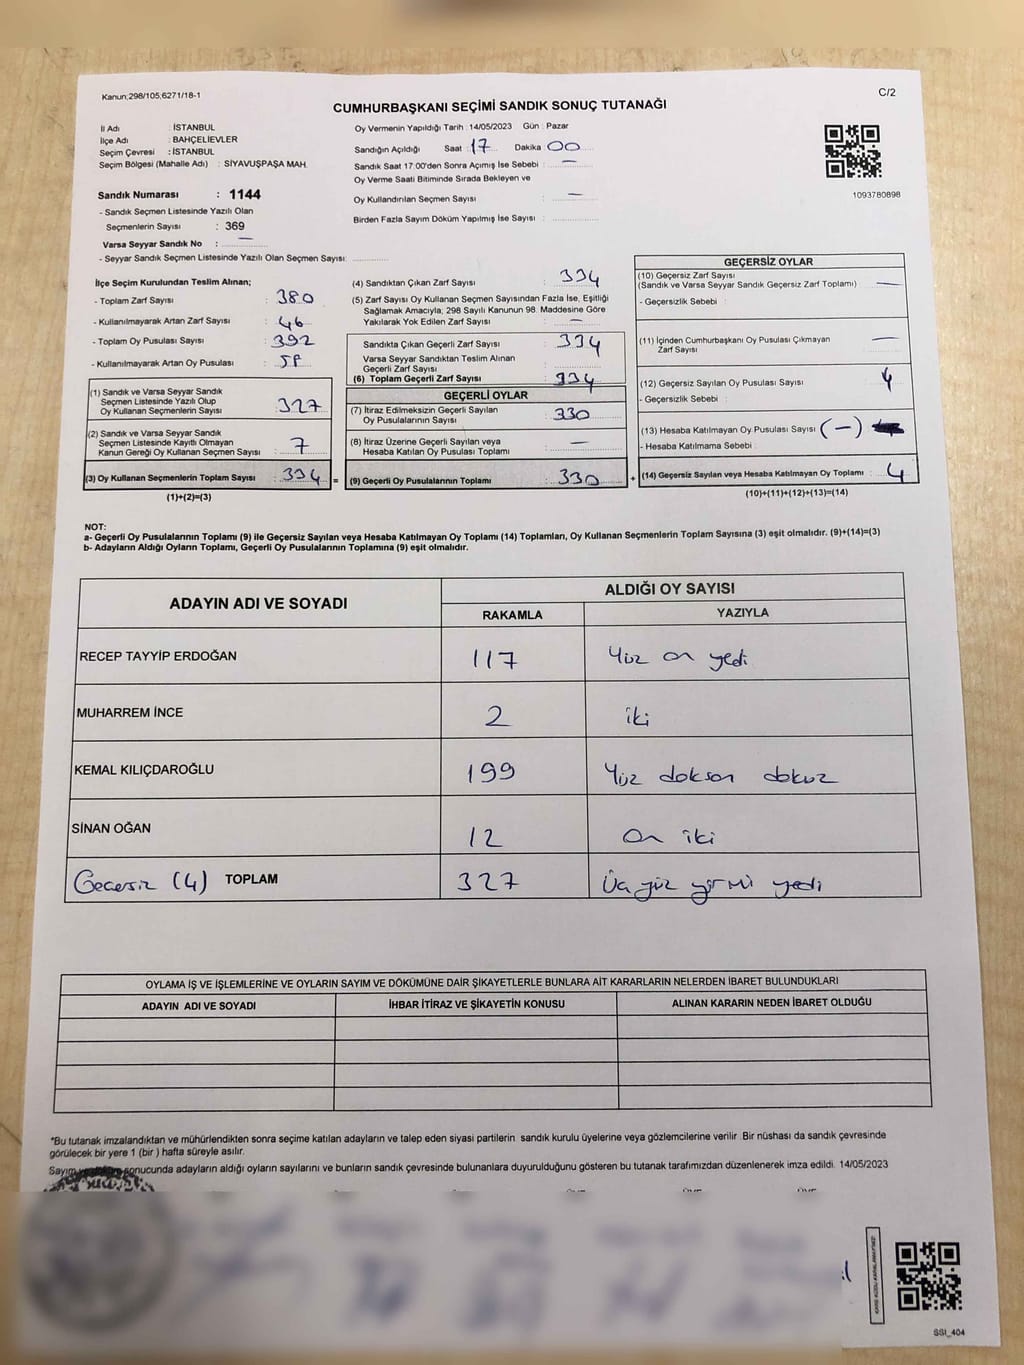 Kanun;298/105;6271/18-1
C/2
CUMHURBAŞKANI SEÇİMİ SANDIK SONUÇ TUTANAĞI
İl Adı : İSTANBUL
İlçe Adı : BAHÇELİEVLER
Seçim Çevresi : İSTANBUL
Seçim Bölgesi (Mahalle Adı) : SİYAVUŞPAŞA MAH.
Sandık Numarası : 1144
- Sandık Seçmen Listesinde Yazılı Olan
Seçmenlerin Sayısı : 369
Varsa Seyyar Sandık No : —
- Seyyar Sandık Seçmen Listesinde Yazılı Olan Seçmen Sayısı:
Oy Vermenin Yapıldığı Tarih : 14/05/2023 Gün : Pazar
Sandığın Açıldığı Saat : 17 Dakika : 00
Sandık Saat 17:00'den Sonra Açımış İse Sebebi : —
Oy Verme Saati Bitiminde Sırada Bekleyen ve
Oy Kullandırılan Seçmen Sayısı : —
Birden Fazla Sayım Döküm Yapılmış İse Sayısı :
1093780898
İlçe Seçim Kurulundan Teslim Alınan;
- Toplam Zarf Sayısı : 380
- Kullanılmayarak Artan Zarf Sayısı : 46
- Toplam Oy Pusulası Sayısı : 392
- Kullanılmayarak Artan Oy Pusulası :
(1) Sandık ve Varsa Seyyar Sandık
Seçmen Listesinde Yazılı Olup
Oy Kullanan Seçmenlerin Sayısı : 327
(2) Sandık ve Varsa Seyyar Sandık
Seçmen Listesinde Kayıtlı Olmayan
Kanun Gereği Oy Kullanan Seçmen Sayısı : 7
(3) Oy Kullanan Seçmenlerin Toplam Sayısı : 334
(1)+(2)=(3)
(4) Sandıktan Çıkan Zarf Sayısı : 334
(5) Zarf Sayısı Oy Kullanan Seçmen Sayısından Fazla İse, Eşitliği
Sağlamak Amacıyla; 298 Sayılı Kanunun 98. Maddesine Göre
Yakılarak Yok Edilen Zarf Sayısı : —
Sandıkta Çıkan Geçerli Zarf Sayısı : 334
Varsa Seyyar Sandıktan Teslim Alınan
Geçerli Zarf Sayısı :
(6) Toplam Geçerli Zarf Sayısı : 334
GEÇERLİ OYLAR
(7) İtiraz Edilmeksizin Geçerli Sayılan
Oy Pusulasının Sayısı : 330
(8) İtiraz Üzerine Geçerli Sayılan veya
Hesaba Katılan Oy Pusulası Toplamı : —
= (9) Geçerli Oy Pusulalarının Toplamı : 330
GEÇERSİZ OYLAR
(10) Geçersiz Zarf Sayısı
(Sandık ve Varsa Seyyar Sandık Geçersiz Zarf Toplamı) : —
- Geçersizlik Sebebi :
(11) İçinden Cumhurbaşkanı Oy Pusulası Çıkmayan
Zarf Sayısı : —
(12) Geçersiz Sayılan Oy Pusulası Sayısı : 4
- Geçersizlik Sebebi :
(13) Hesaba Katılmayan Oy Pusulası Sayısı (—)
- Hesaba Katılmama Sebebi :
+ (14) Geçersiz Sayılan veya Hesaba Katılmayan Oy Toplamı : 4
(10)+(11)+(12)+(13)=(14)
NOT:
a- Geçerli Oy Pusulalarının Toplamı (9) ile Geçersiz Sayılan veya Hesaba Katılmayan Oy Toplamı (14) Toplamları, Oy Kullanan Seçmenlerin Toplam Sayısına (3) eşit olmalıdır. (9)+(14)=(3)
b- Adayların Aldığı Oyların Toplamı, Geçerli Oy Pusulalarının Toplamına (9) eşit olmalıdır.
ADAYIN ADI VE SOYADI
ALDIĞI OY SAYISI
RAKAMLA YAZIYLA
RECEP TAYYİP ERDOĞAN 117 Yüz on yedi
MUHARREM İNCE 2 iki
KEMAL KILIÇDAROĞLU 199 Yüz doksan dokuz
SİNAN OĞAN 12 on iki
Geçersiz (4) TOPLAM 327 Üç yüz yirmi yedi
OYLAMA İŞ VE İŞLEMLERİNE VE OYLARIN SAYIM VE DÖKÜMÜNE DAİR ŞİKAYETLERLE BUNLARA AİT KARARLARIN NELERDEN İBARET BULUNDUKLARI
ADAYIN ADI VE SOYADI İHBAR İTİRAZ VE ŞİKAYETİN KONUSU ALINAN KARARIN NEDEN İBARET OLDUĞU
*Bu tutanak imzalandıktan ve mühürlendikten sonra seçime katılan adayların ve talep eden siyasi partilerin sandık kurulu üyelerine veya gözlemcilerine verilir. Bir nüshası da sandık çevresinde
görülecek bir yere 1 (bir) hafta süreyle asılır.
Sayım sonucunda adayların aldığı oyların sayılarını ve bunların sandık çevresinde bulunanlara duyurulduğunu gösteren bu tutanak tarafımızdan düzenlenerek imza edildi. 14/05/2023
SSI_404